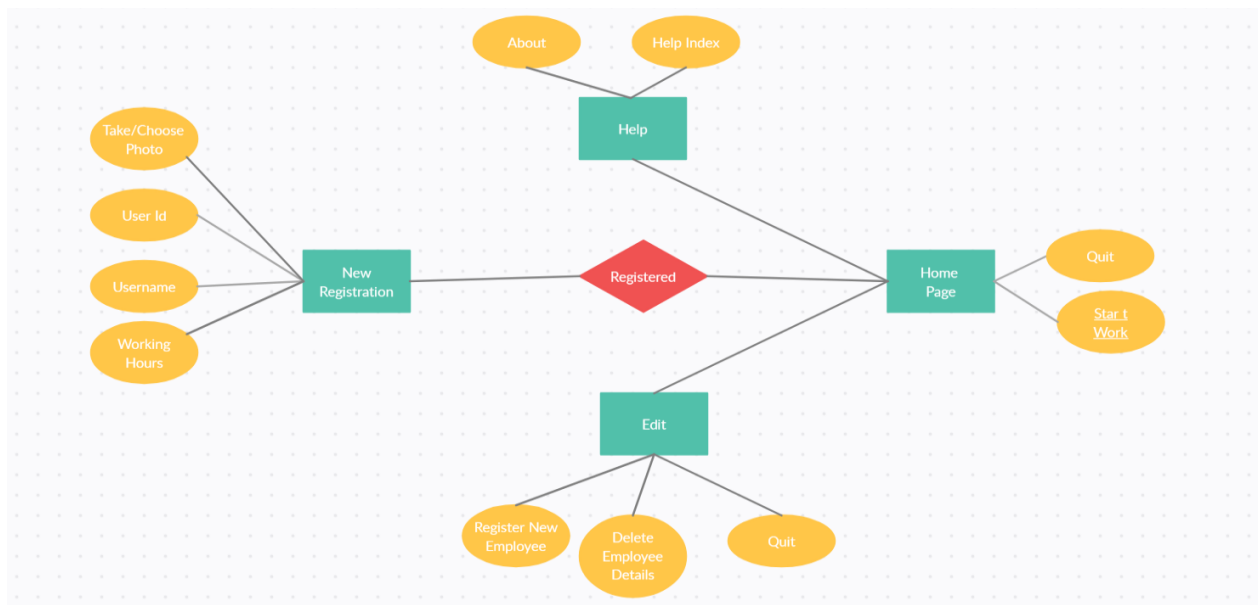 About
Help Index
Help
Take/Choose
Photo
User Id
Username
Working
Hours
New
Registration
Registered
Home
Page
Quit
Star t
Work
Edit
Register New
Employee
Delete
Employee
Details
Quit